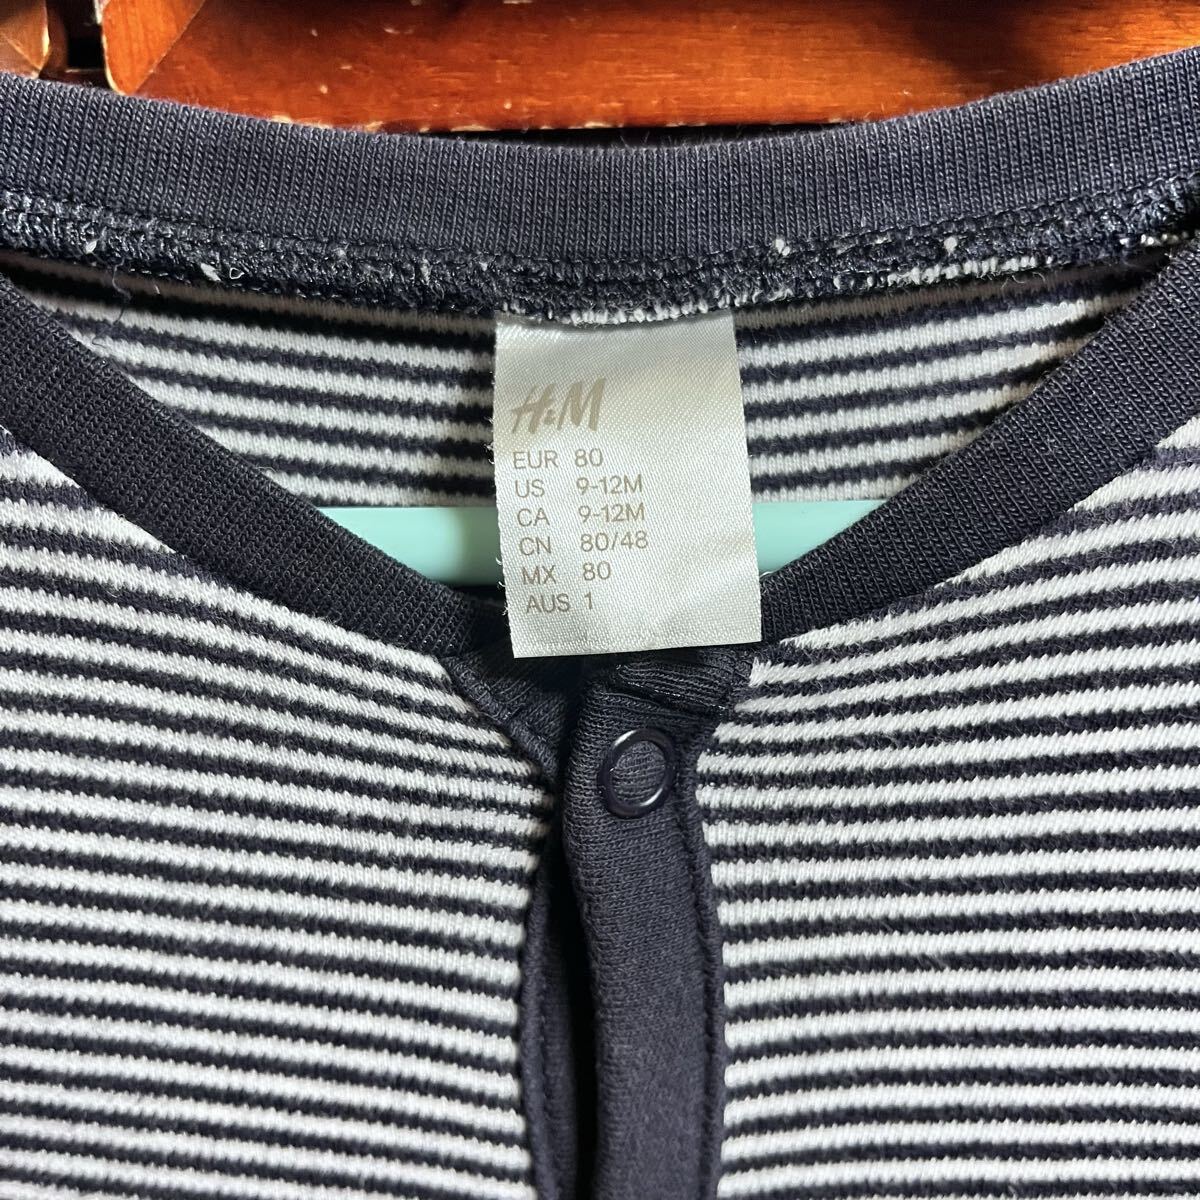 H&M
EUR 80
US 9-12M
CA 9-12M
CN 80/48
MX 80
AUS 1